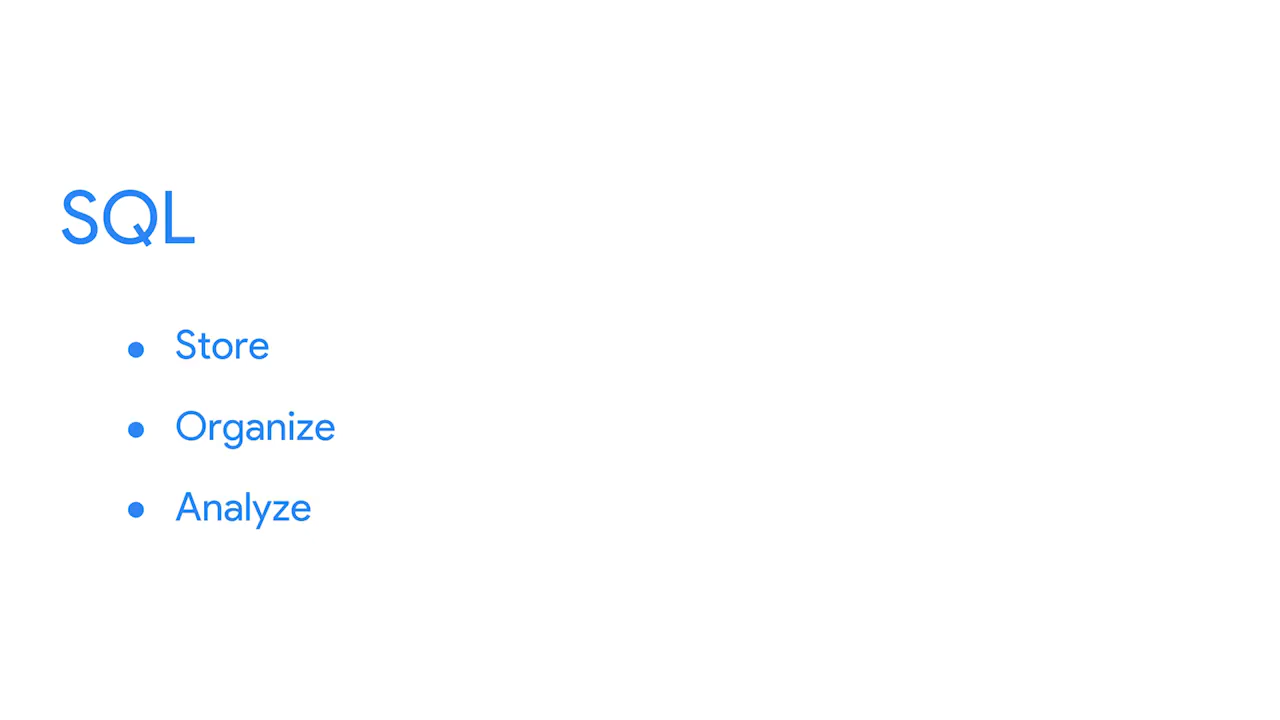 SQL
● Store
● Organize
● Analyze